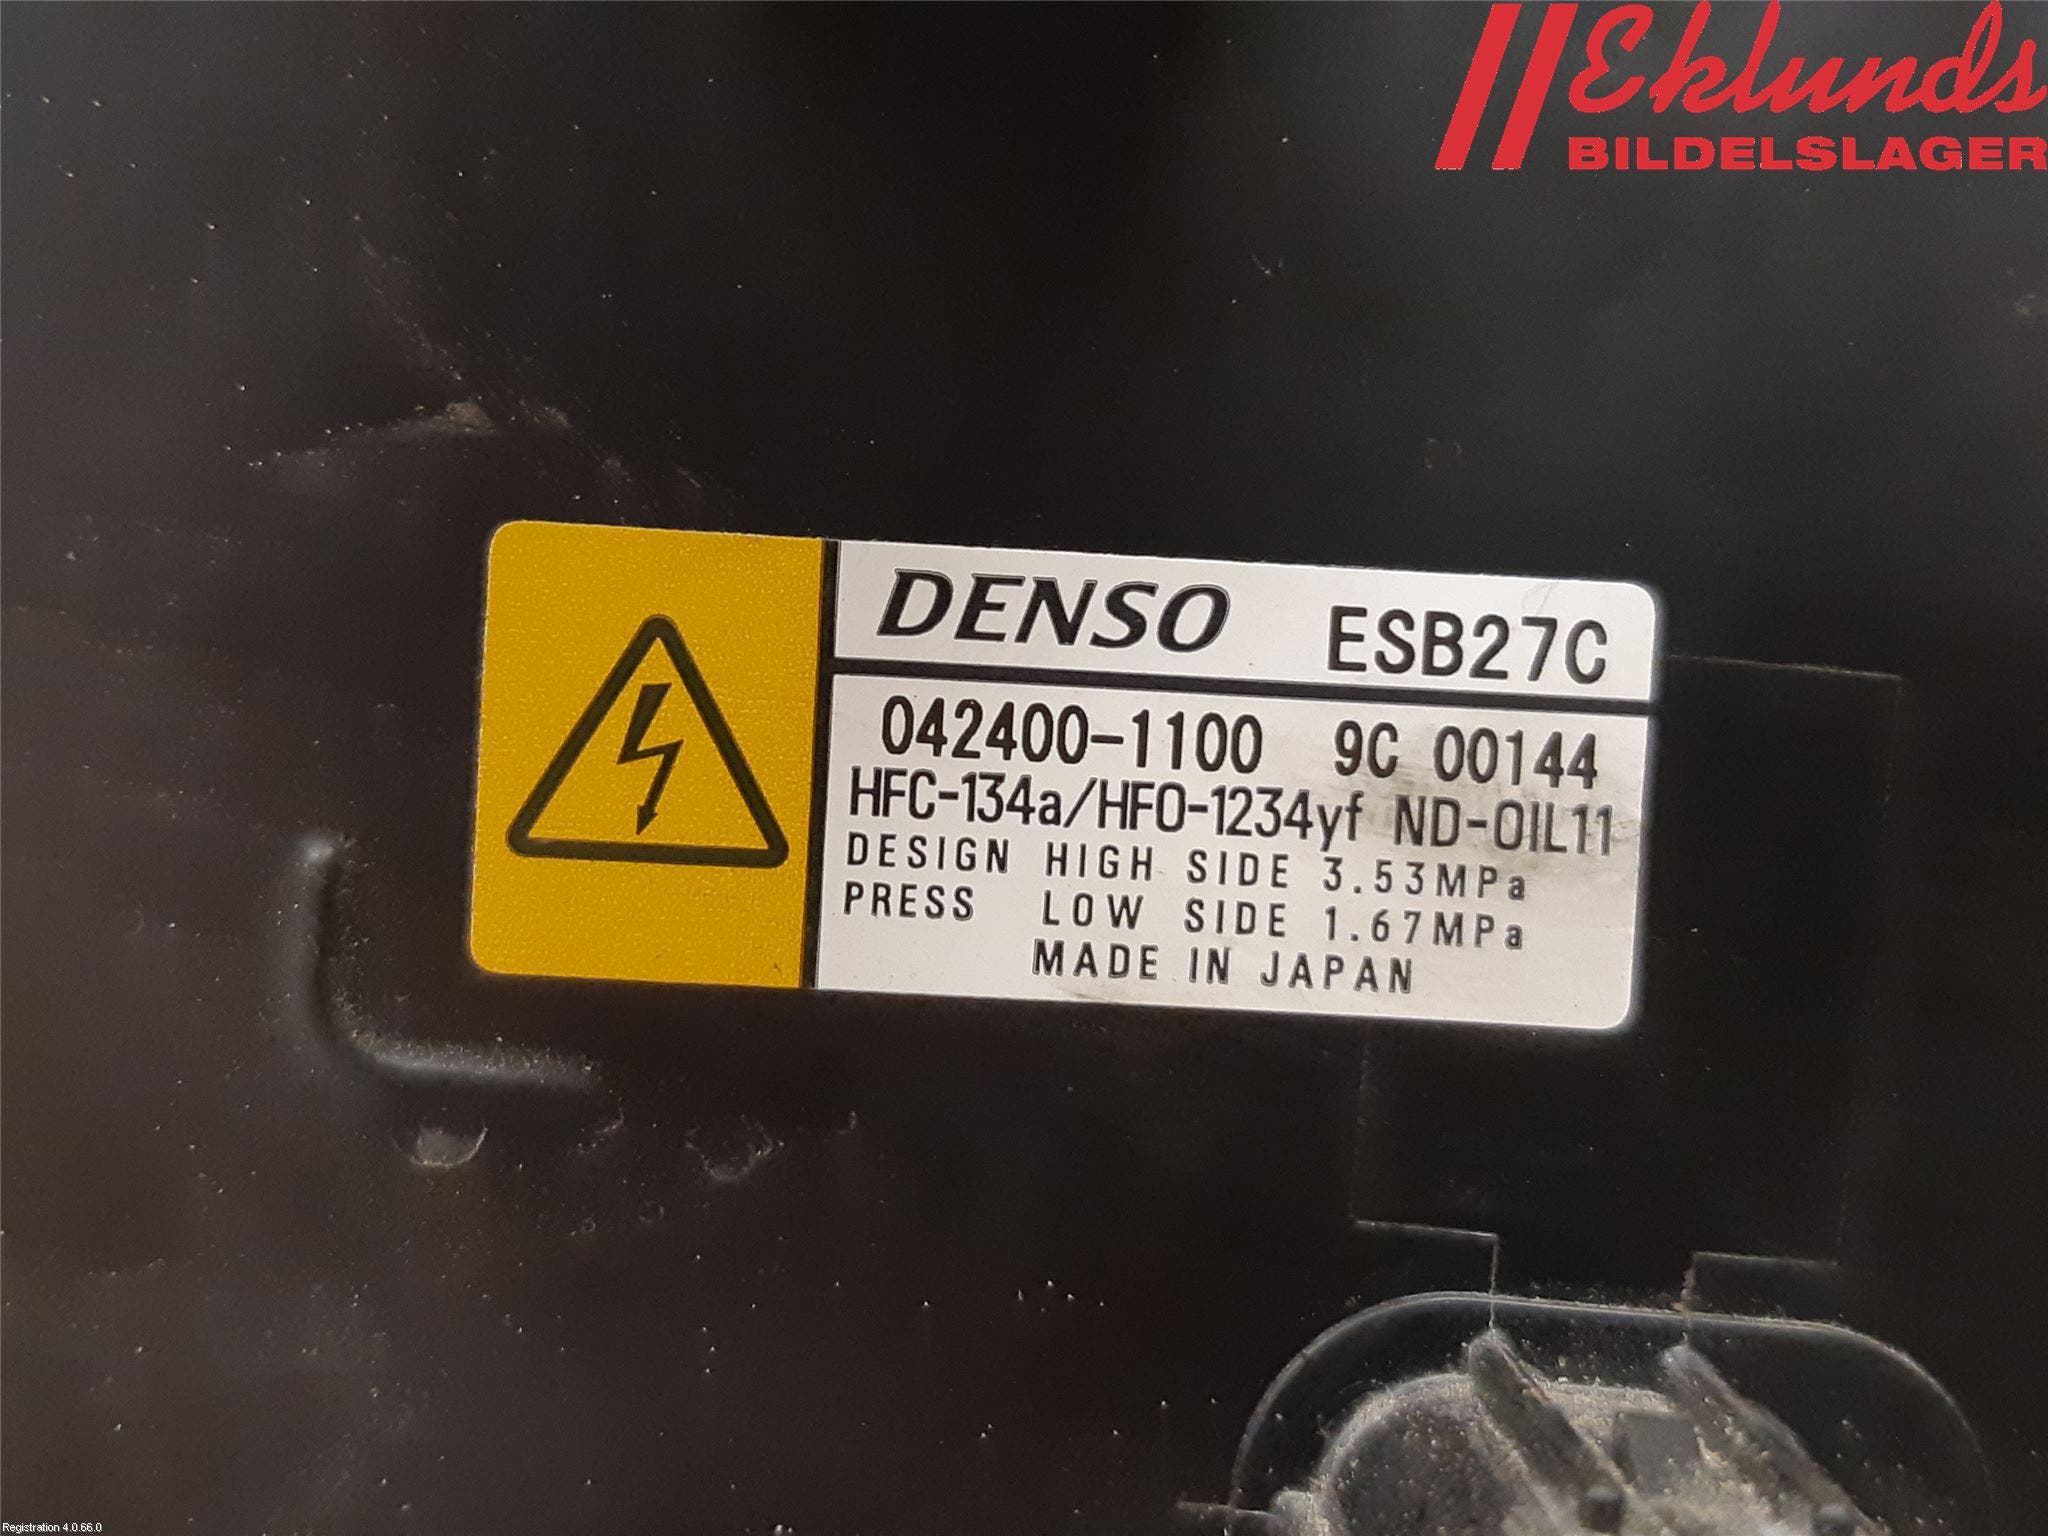 Eklunds
BILDELSLAGER
DENSO ESB27C
042400-1100 9C 00144
HFC-134a/HFO-1234yf ND-OIL11
DESIGN HIGH SIDE 3.53MPa
PRESS LOW SIDE 1.67MPa
MADE IN JAPAN
Registration 4.0.66.0